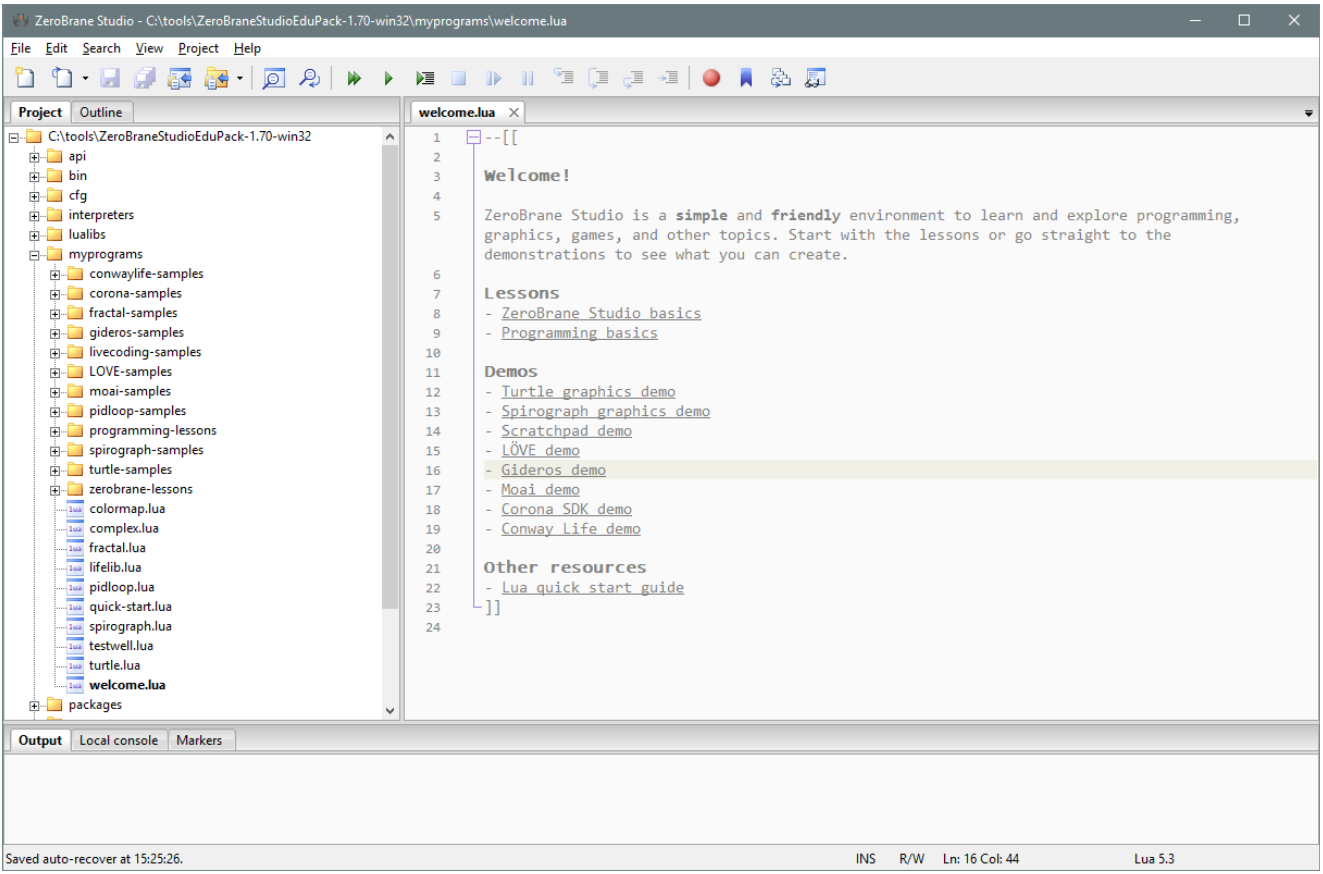 ZeroBrane Studio - C:\tools\ZeroBraneStudioEduPack-1.70-win32\myprograms\welcome.lua
File Edit Search View Project Help
Project Outline
C:\tools\ZeroBraneStudioEduPack-1.70-win32
api
bin
cfg
interpreters
lualibs
myprograms
conwaylife-samples
corona-samples
fractal-samples
gideros-samples
livecoding-samples
LOVE-samples
moai-samples
pidloop-samples
programming-lessons
spirograph-samples
turtle-samples
zerobrane-lessons
colormap.lua
complex.lua
fractal.lua
lifelib.lua
pidloop.lua
quick-start.lua
spirograph.lua
testwell.lua
turtle.lua
welcome.lua
packages
welcome.lua
1 --[[
2
3 Welcome!
4
5 ZeroBrane Studio is a simple and friendly environment to learn and explore programming,
graphics, games, and other topics. Start with the lessons or go straight to the
demonstrations to see what you can create.
6
7 Lessons
8 - ZeroBrane Studio basics
9 - Programming basics
10
11 Demos
12 - Turtle graphics demo
13 - Spirograph graphics demo
14 - Scratchpad demo
15 - LÖVE demo
16 - Gideros demo
17 - Moai demo
18 - Corona SDK demo
19 - Conway Life demo
20
21 Other resources
22 - Lua quick start guide
23 ]]
24
Output Local console Markers
Saved auto-recover at 15:25:26. INS R/W Ln: 16 Col: 44 Lua 5.3